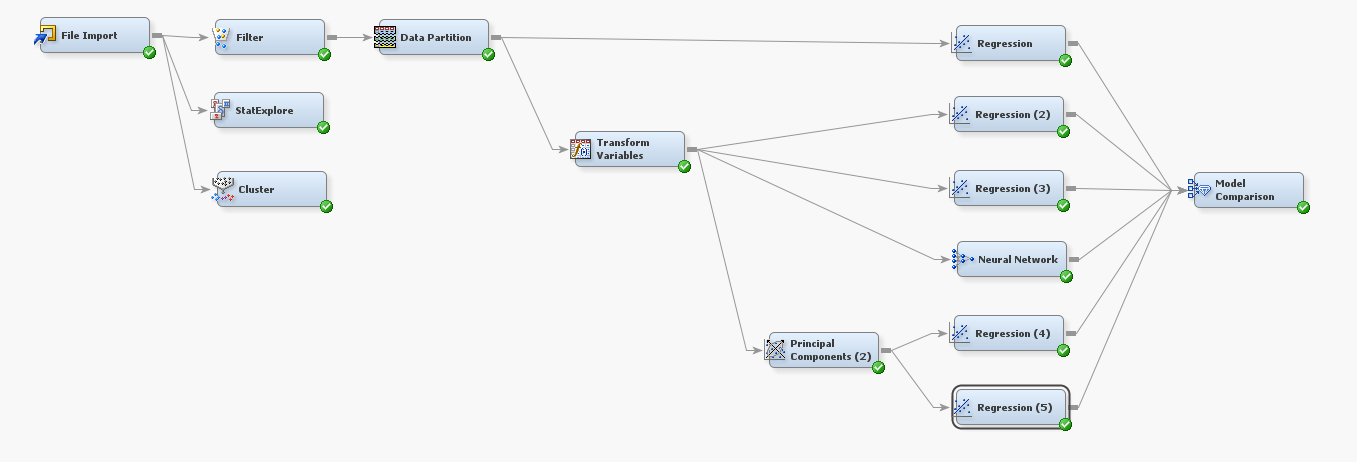 File Import
Filter
Data Partition
Regression
StatExplore
Regression (2)
Transform
Variables
Cluster
Regression (3)
Model
Comparison
Neural Network
Principal
Components (2)
Regression (4)
Regression (5)